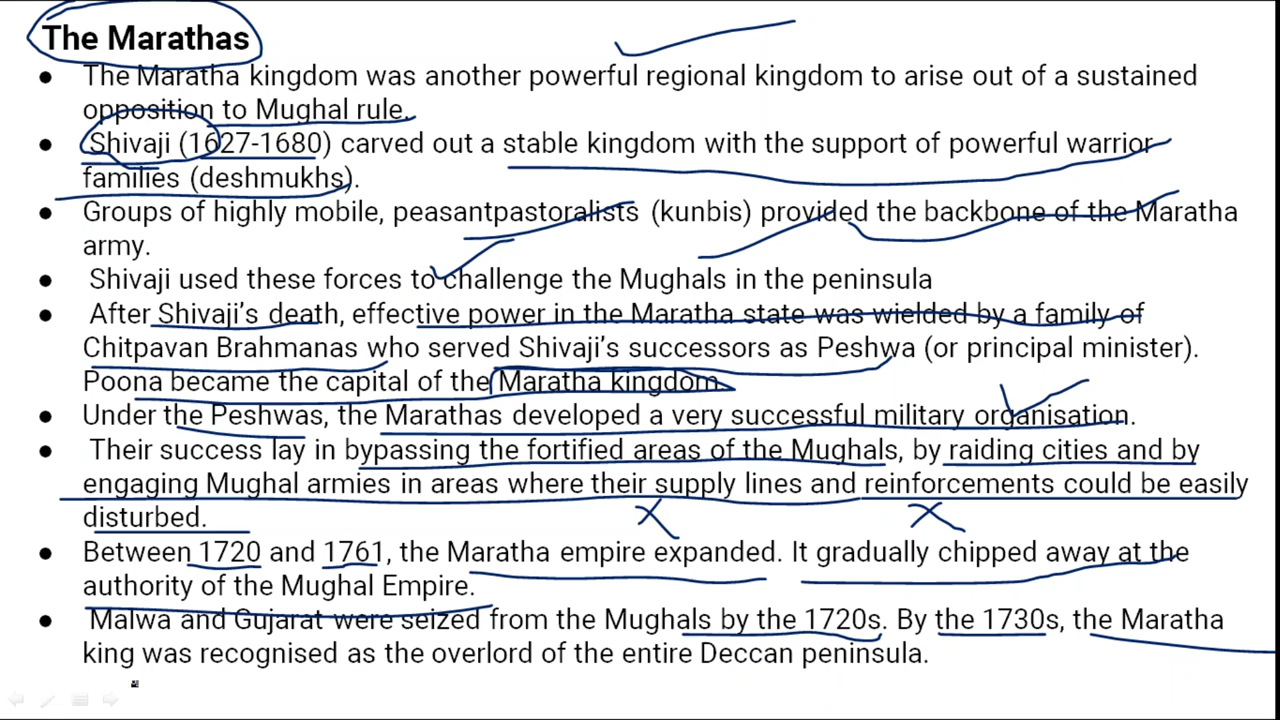 The Marathas
● The Maratha kingdom was another powerful regional kingdom to arise out of a sustained
opposition to Mughal rule.
● Shivaji (1627-1680) carved out a stable kingdom with the support of powerful warrior
families (deshmukhs).
● Groups of highly mobile, peasantpastoralists (kunbis) provided the backbone of the Maratha
army.
● Shivaji used these forces to challenge the Mughals in the peninsula
● After Shivaji's death, effective power in the Maratha state was wielded by a family of
Chitpavan Brahmanas who served Shivaji's successors as Peshwa (or principal minister).
Poona became the capital of the Maratha kingdom.
● Under the Peshwas, the Marathas developed a very successful military organisation.
● Their success lay in bypassing the fortified areas of the Mughals, by raiding cities and by
engaging Mughal armies in areas where their supply lines and reinforcements could be easily
disturbed.
● Between 1720 and 1761, the Maratha empire expanded. It gradually chipped away at the
authority of the Mughal Empire.
● Malwa and Gujarat were seized from the Mughals by the 1720s. By the 1730s, the Maratha
king was recognised as the overlord of the entire Deccan peninsula.